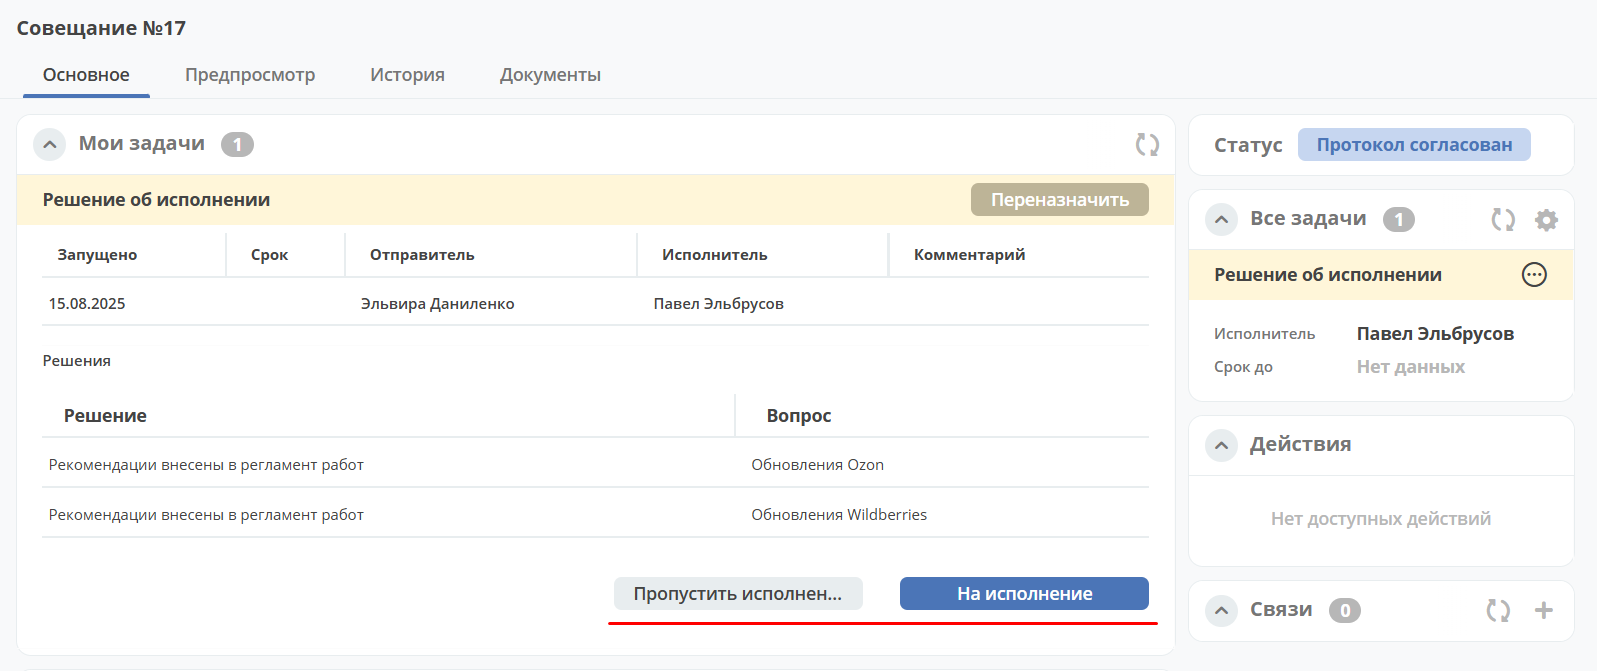 Совещание №17
Основное Предпросмотр История Документы
Мои задачи 1
Решение об исполнении Переназначить
Запущено Срок Отправитель Исполнитель Комментарий
15.08.2025 Эльвира Даниленко Павел Эльбрусов
Решения
Решение Вопрос
Рекомендации внесены в регламент работ Обновления Ozon
Рекомендации внесены в регламент работ Обновления Wildberries
Пропустить исполнен... На исполнение
Статус Протокол согласован
Все задачи 1
Решение об исполнении
Исполнитель Павел Эльбрусов
Срок до Нет данных
Действия
Нет доступных действий
Связи 0